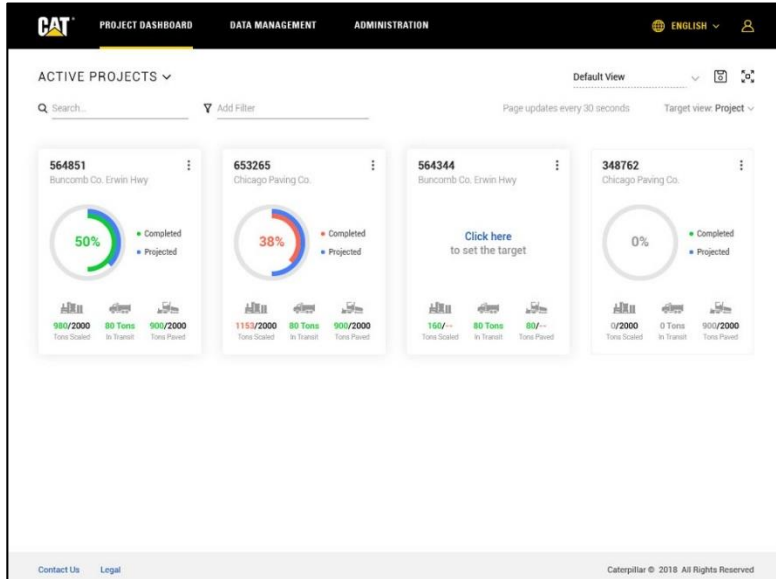 CAT PROJECT DASHBOARD DATA MANAGEMENT ADMINISTRATION ENGLISH
ACTIVE PROJECTS Default View
Search... Add Filter Page updates every 30 seconds Target view: Project
564851
Buncomb Co. Erwin Hwy
50%
Completed
Projected
980/2000 80 Tons 900/2000
Tons Scaled In Transit Tons Paved
653265
Chicago Paving Co.
38%
Completed
Projected
1153/2000 80 Tons 900/2000
Tons Scaled In Transit Tons Paved
564344
Buncomb Co. Erwin Hwy
Click here
to set the target
160/-- 80 Tons 80/--
Tons Scaled In Transit Tons Paved
348762
Chicago Paving Co.
0%
Completed
Projected
0/2000 0 Tons 900/2000
Tons Scaled In Transit Tons Paved
Contact Us Legal Caterpillar © 2018 All Rights Reserved